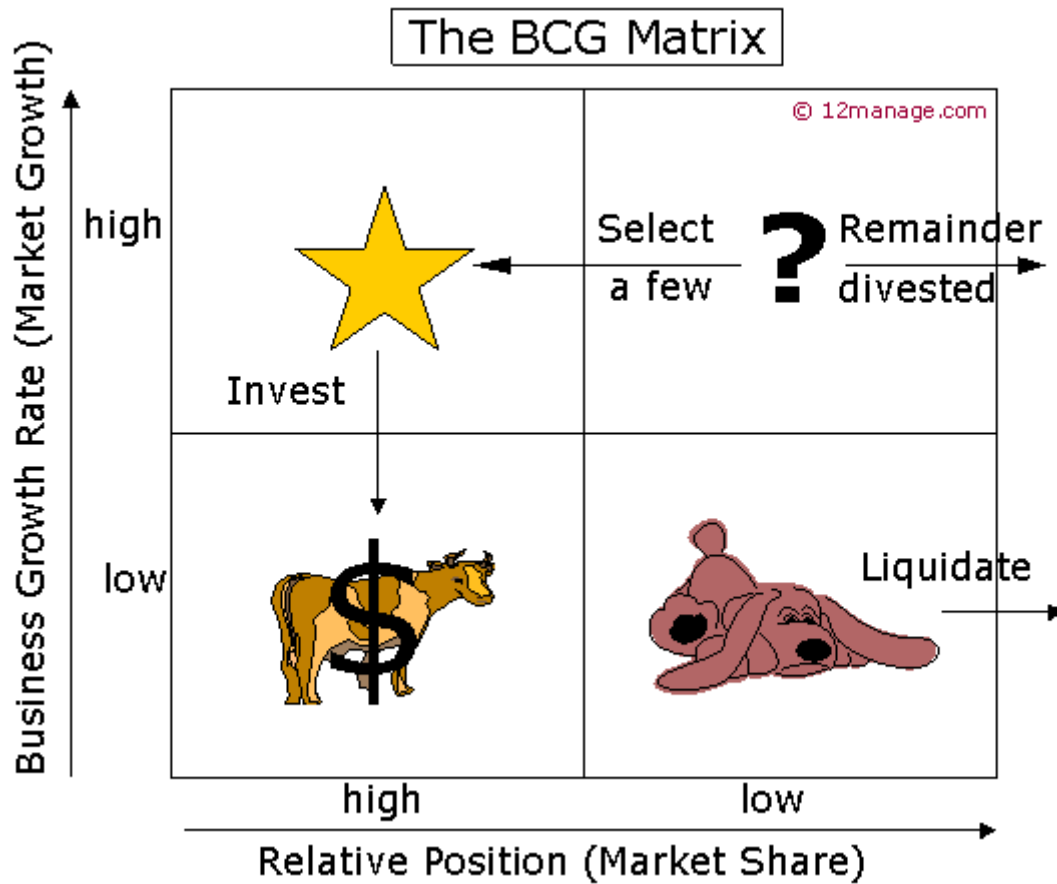 The BCG Matrix
© 12manage.com
Business Growth Rate (Market Growth)
high
Select
a few
?
Remainder
divested
Invest
low
$
Liquidate
high
low
Relative Position (Market Share)